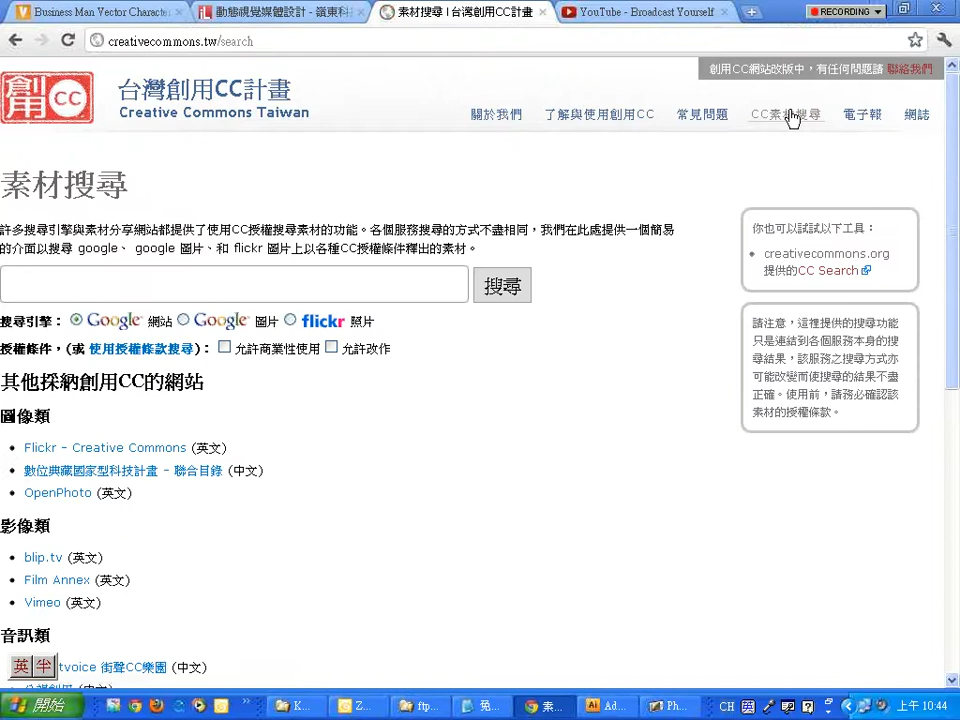 Business Man Vector Character
動態視覺媒體設計 - 嶺東科
素材搜尋 | 台灣創用CC計畫
YouTube - Broadcast Yourself
RECORDING
creativecommons.tw/search
創用CC網站改版中，有任何問題請 聯絡我們
創用 CC
台灣創用CC計畫
Creative Commons Taiwan
關於我們 了解與使用創用CC 常見問題 CC素材搜尋 電子報 網誌
素材搜尋
許多搜尋引擎與素材分享網站都提供了使用CC授權搜尋素材的功能。各個服務搜尋的方式不盡相同，我們在此處提供一個簡易
的介面以搜尋 google、 google 圖片、和 flickr 圖片上以各種CC授權條件釋出的素材。
搜尋
搜尋引擎： Google 網站 Google 圖片 flickr 照片
授權條件，(或 使用授權條款搜尋)： 允許商業性使用 允許改作
其他採納創用CC的網站
圖像類
• Flickr - Creative Commons (英文)
• 數位典藏國家型科技計畫 - 聯合目錄 (中文)
• OpenPhoto (英文)
影像類
• blip.tv (英文)
• Film Annex (英文)
• Vimeo (英文)
音訊類
tvoice 街聲CC樂園 (中文)
你也可以試試以下工具：
• creativecommons.org
提供的CC Search
請注意，這裡提供的搜尋功能
只是連結到各個服務本身的搜
尋結果，該服務之搜尋方式亦
可能改變而使搜尋的結果不盡
正確。使用前，請務必確認該
素材的授權條款。
英 半
開始
K...
Z...
ftp...
兔...
素...
Ad...
Ph...
CH
上午 10:44